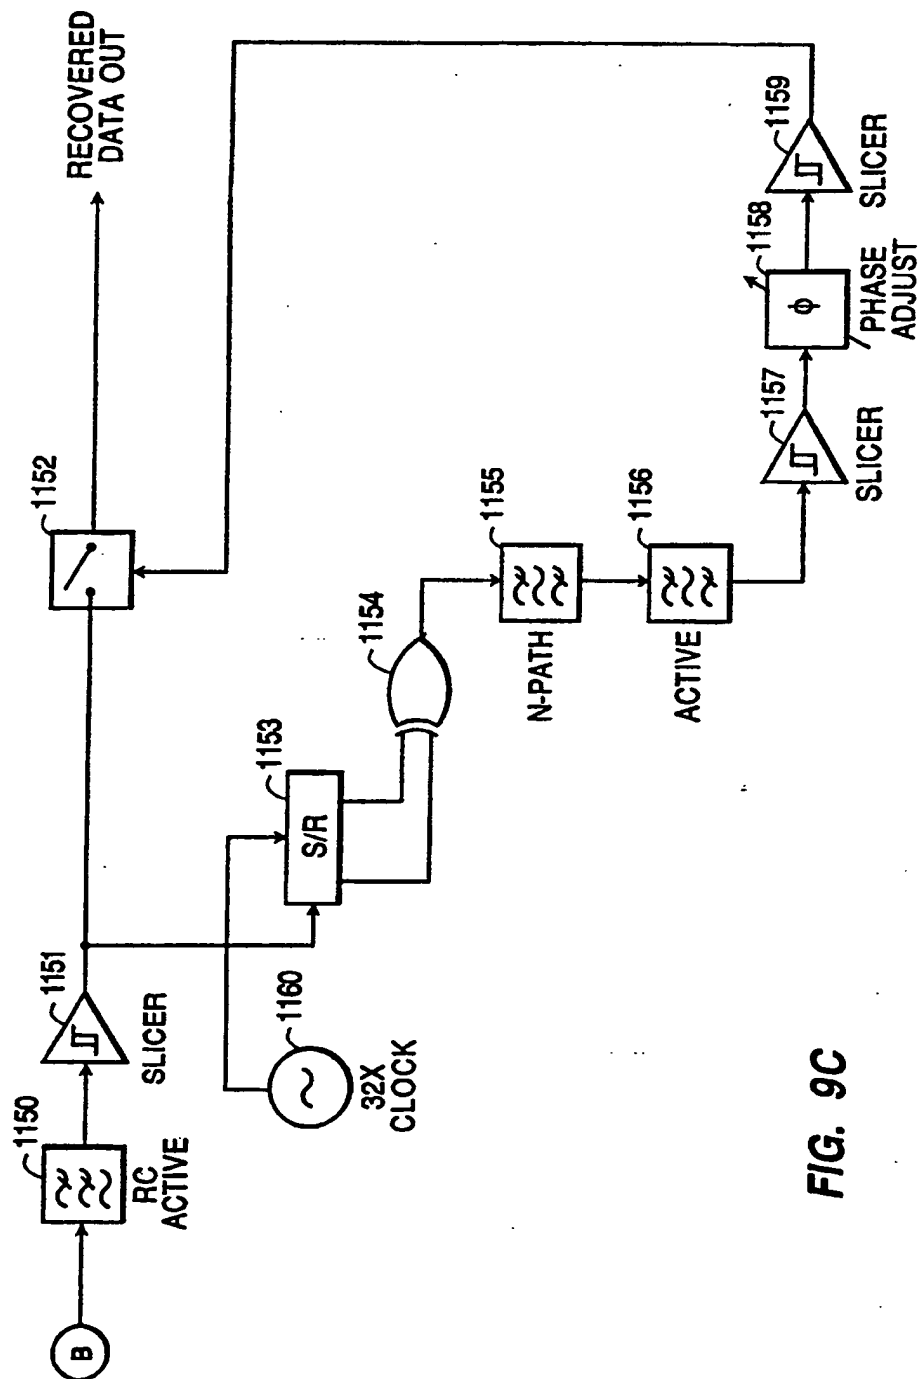 B
1150
RC
ACTIVE
1151
SLICER
1160
32X
CLOCK
1153
S/R
1154
1152
RECOVERED
DATA OUT
1155
N-PATH
1156
ACTIVE
1157
SLICER
1158
ϕ
PHASE
ADJUST
1159
SLICER
FIG. 9C